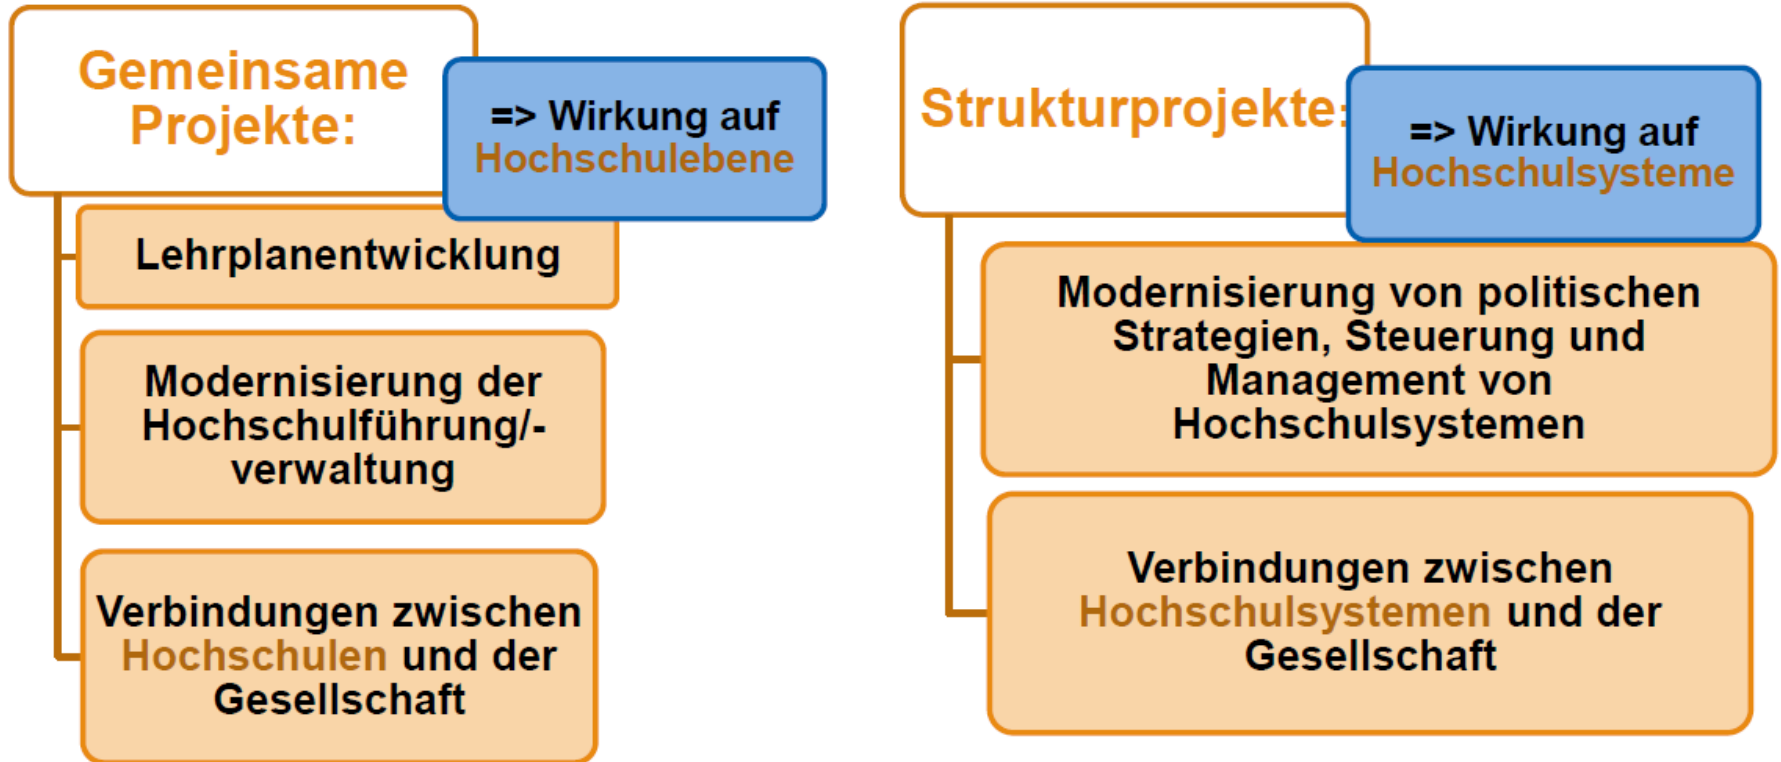 Gemeinsame
Projekte:
=> Wirkung auf
Hochschulebene
Lehrplanentwicklung
Modernisierung der
Hochschulführung/-
verwaltung
Verbindungen zwischen
Hochschulen und der
Gesellschaft
Strukturprojekte:
=> Wirkung auf
Hochschulsysteme
Modernisierung von politischen
Strategien, Steuerung und
Management von
Hochschulsystemen
Verbindungen zwischen
Hochschulsystemen und der
Gesellschaft